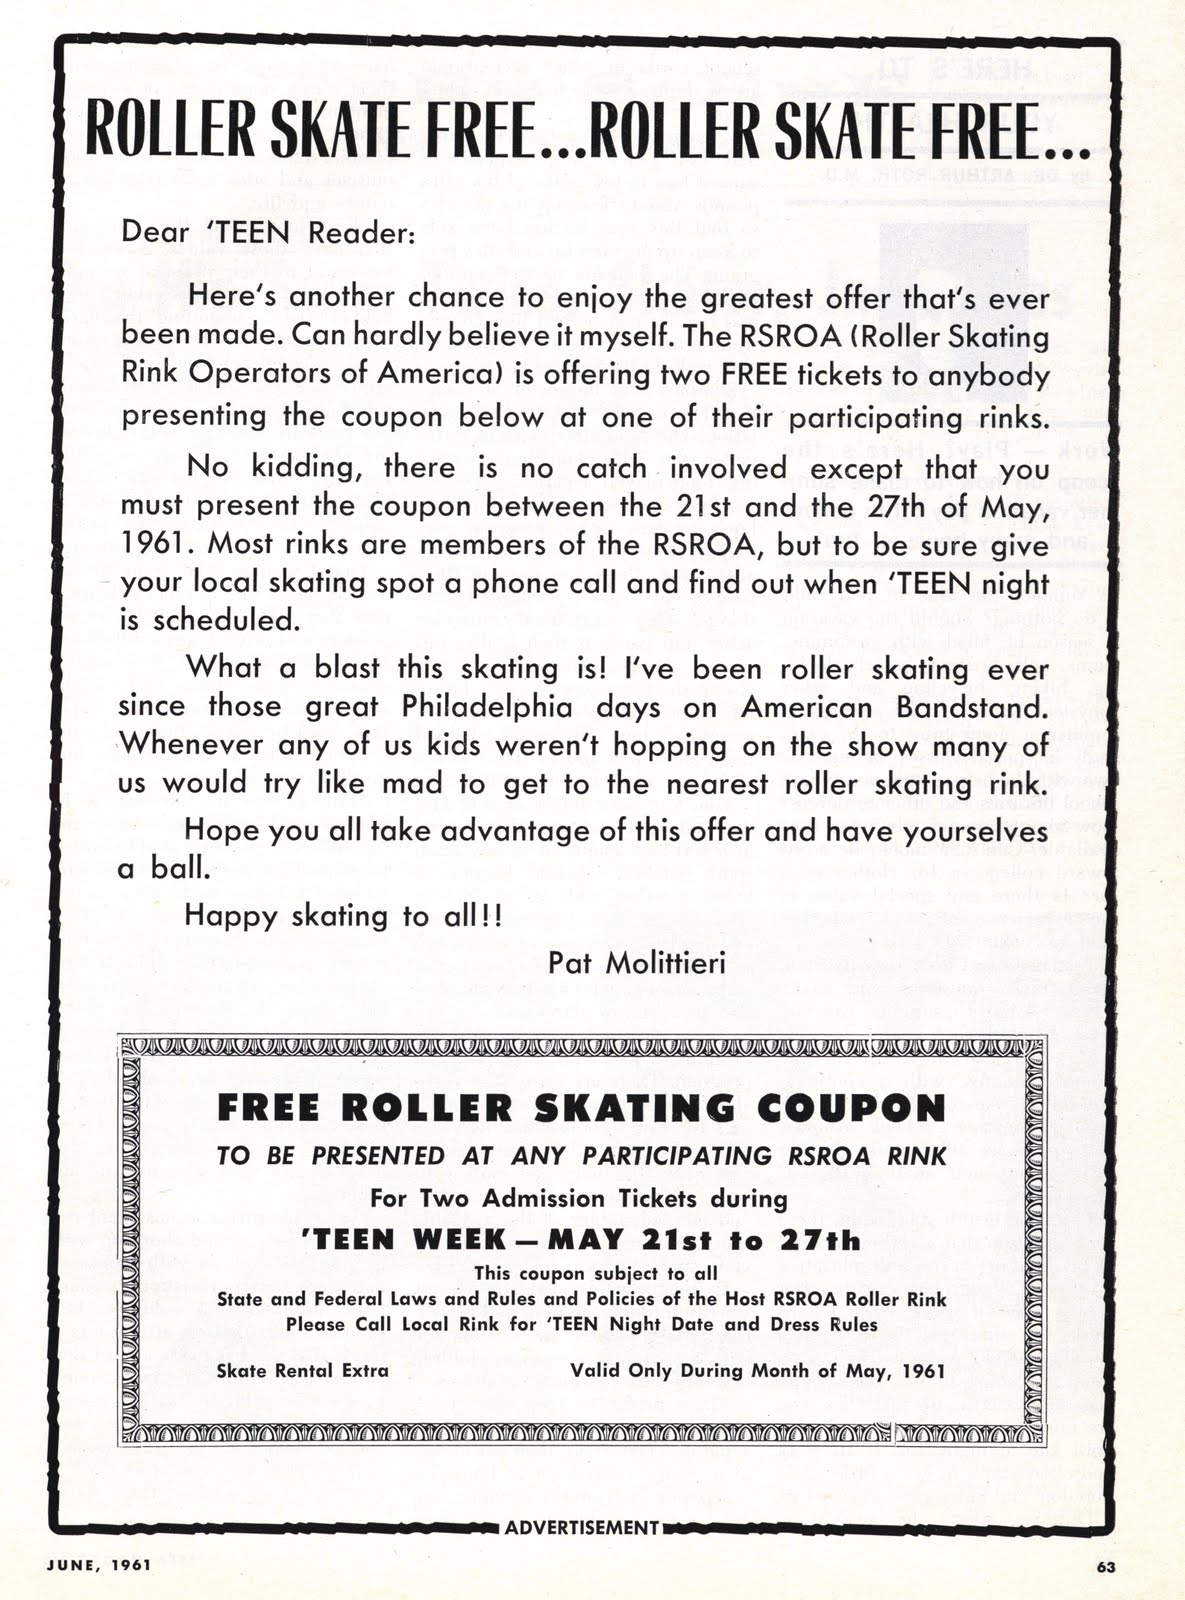 ROLLER SKATE FREE...ROLLER SKATE FREE...
Dear 'TEEN Reader:
Here's another chance to enjoy the greatest offer that's ever
been made. Can hardly believe it myself. The RSROA (Roller Skating
Rink Operators of America) is offering two FREE tickets to anybody
presenting the coupon below at one of their participating rinks.
No kidding, there is no catch involved except that you
must present the coupon between the 21st and the 27th of May,
1961. Most rinks are members of the RSROA, but to be sure give
your local skating spot a phone call and find out when 'TEEN night
is scheduled.
What a blast this skating is! I've been roller skating ever
since those great Philadelphia days on American Bandstand.
Whenever any of us kids weren't hopping on the show many of
us would try like mad to get to the nearest roller skating rink.
Hope you all take advantage of this offer and have yourselves
a ball.
Happy skating to all!!
Pat Molittieri
FREE ROLLER SKATING COUPON
TO BE PRESENTED AT ANY PARTICIPATING RSROA RINK
For Two Admission Tickets during
'TEEN WEEK — MAY 21st to 27th
This coupon subject to all
State and Federal Laws and Rules and Policies of the Host RSROA Roller Rink
Please Call Local Rink for 'TEEN Night Date and Dress Rules
Skate Rental Extra Valid Only During Month of May, 1961
ADVERTISEMENT
JUNE, 1961 63